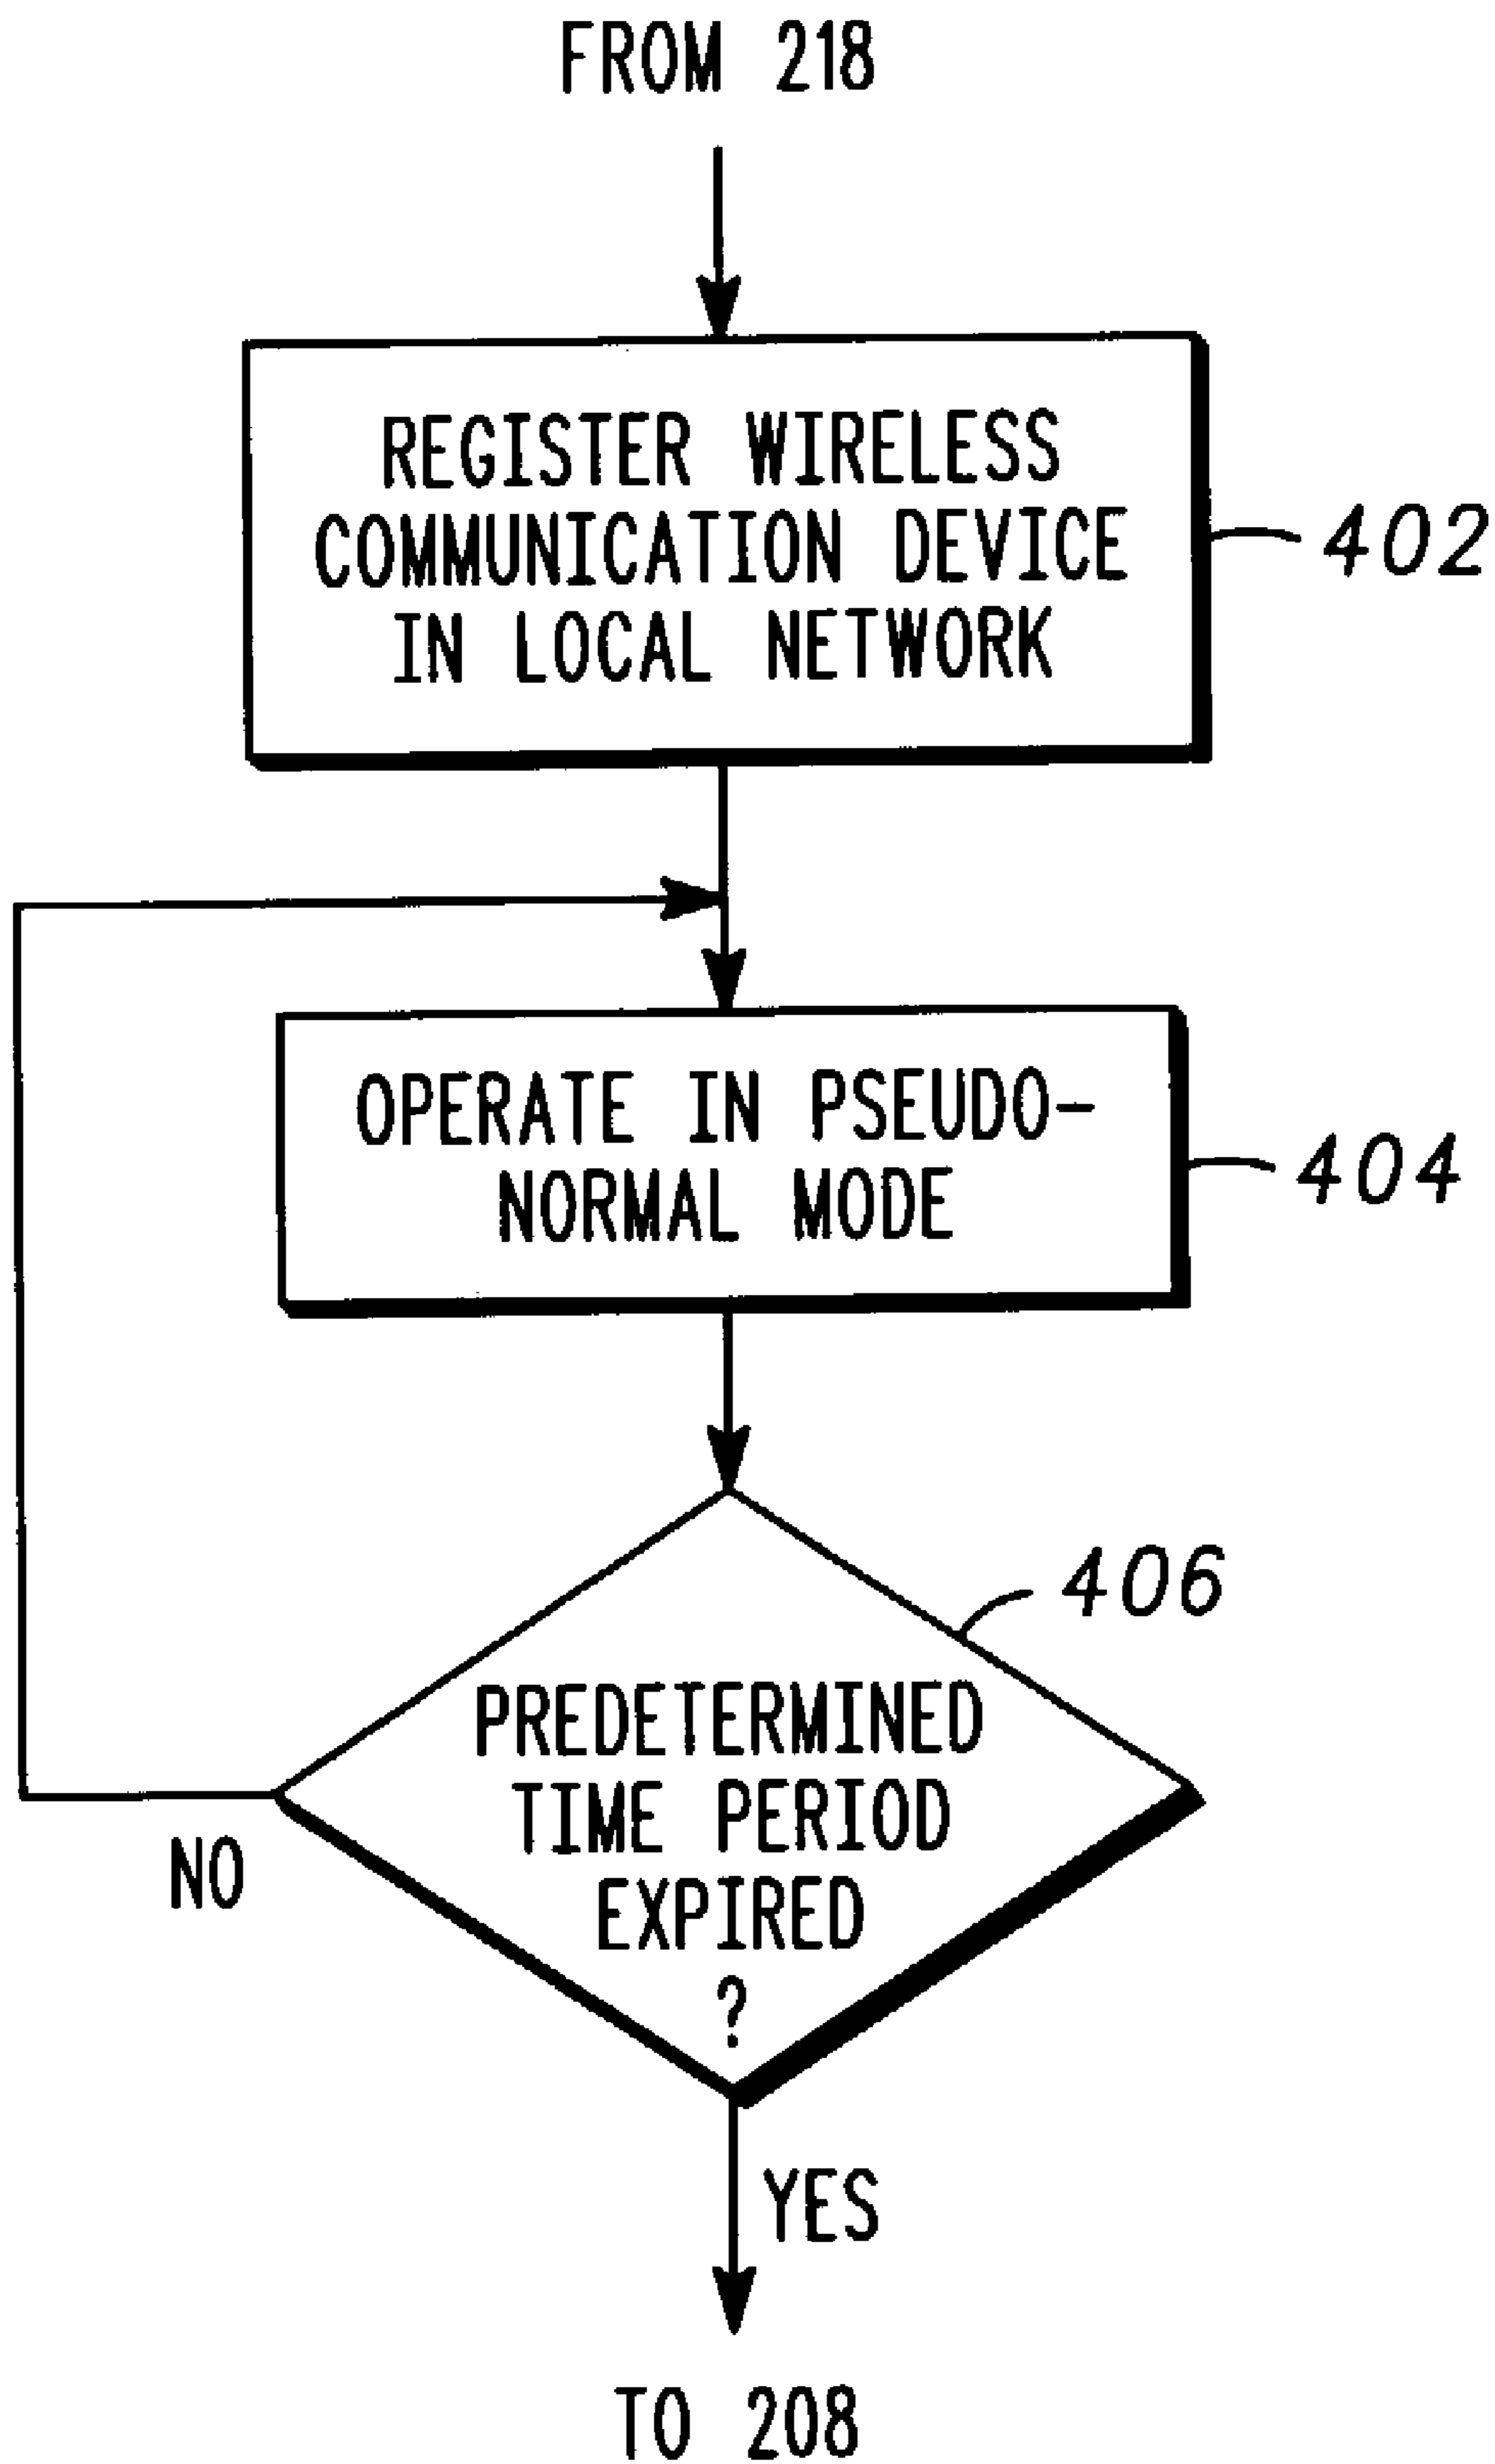 FROM 218
REGISTER WIRELESS
COMMUNICATION DEVICE
IN LOCAL NETWORK
402
OPERATE IN PSEUDO-
NORMAL MODE
404
406
PREDETERMINED
TIME PERIOD
EXPIRED
?
NO
YES
TO 208